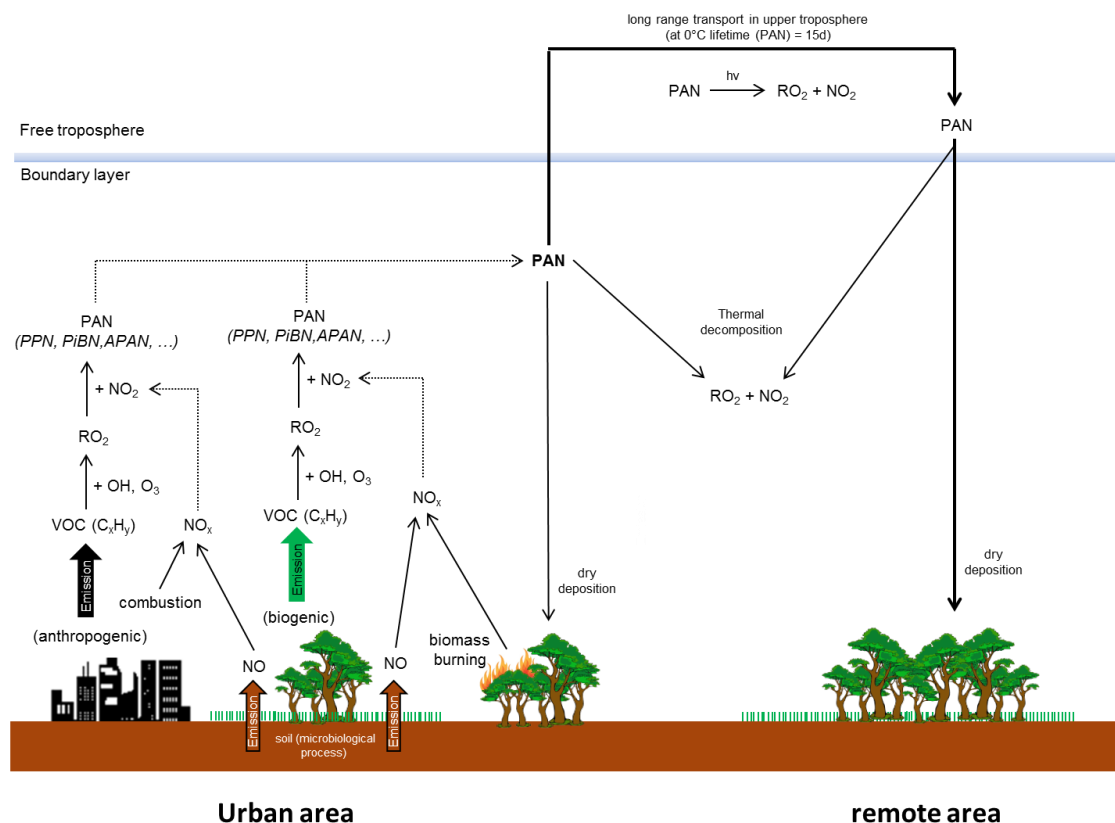 long range transport in upper troposphere
(at 0°C lifetime (PAN) = 15d)
hv
PAN
RO₂ + NO₂
PAN
Free troposphere
Boundary layer
PAN
PAN
(PPN, PiBN,APAN, …)
PAN
(PPN, PiBN,APAN, …)
Thermal
decomposition
+ NO₂
+ NO₂
RO₂ + NO₂
RO₂
RO₂
+ OH, O₃
+ OH, O₃
VOC (CₓHᵧ)
NOₓ
VOC (CₓHᵧ)
NOₓ
Emission
combustion
Emission
(biogenic)
(anthropogenic)
dry
deposition
dry
deposition
NO
NO
biomass
burning
Emission
soil (microbiological
process)
Emission
Urban area
remote area